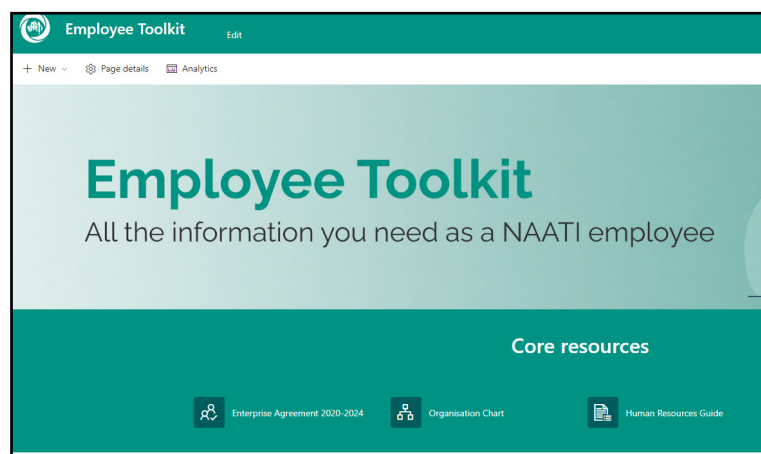 Employee Toolkit Edit
+ New Page details Analytics
Employee Toolkit
All the information you need as a NAATI employee
Core resources
Enterprise Agreement 2020-2024 Organisation Chart Human Resources Guide